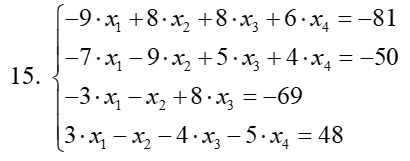 15. { −9·x₁ +8·x₂ +8·x₃ +6·x₄ = −81
−7·x₁ −9·x₂ +5·x₃ +4·x₄ = −50
−3·x₁ −x₂ +8·x₃ = −69
3·x₁ −x₂ −4·x₃ −5·x₄ = 48